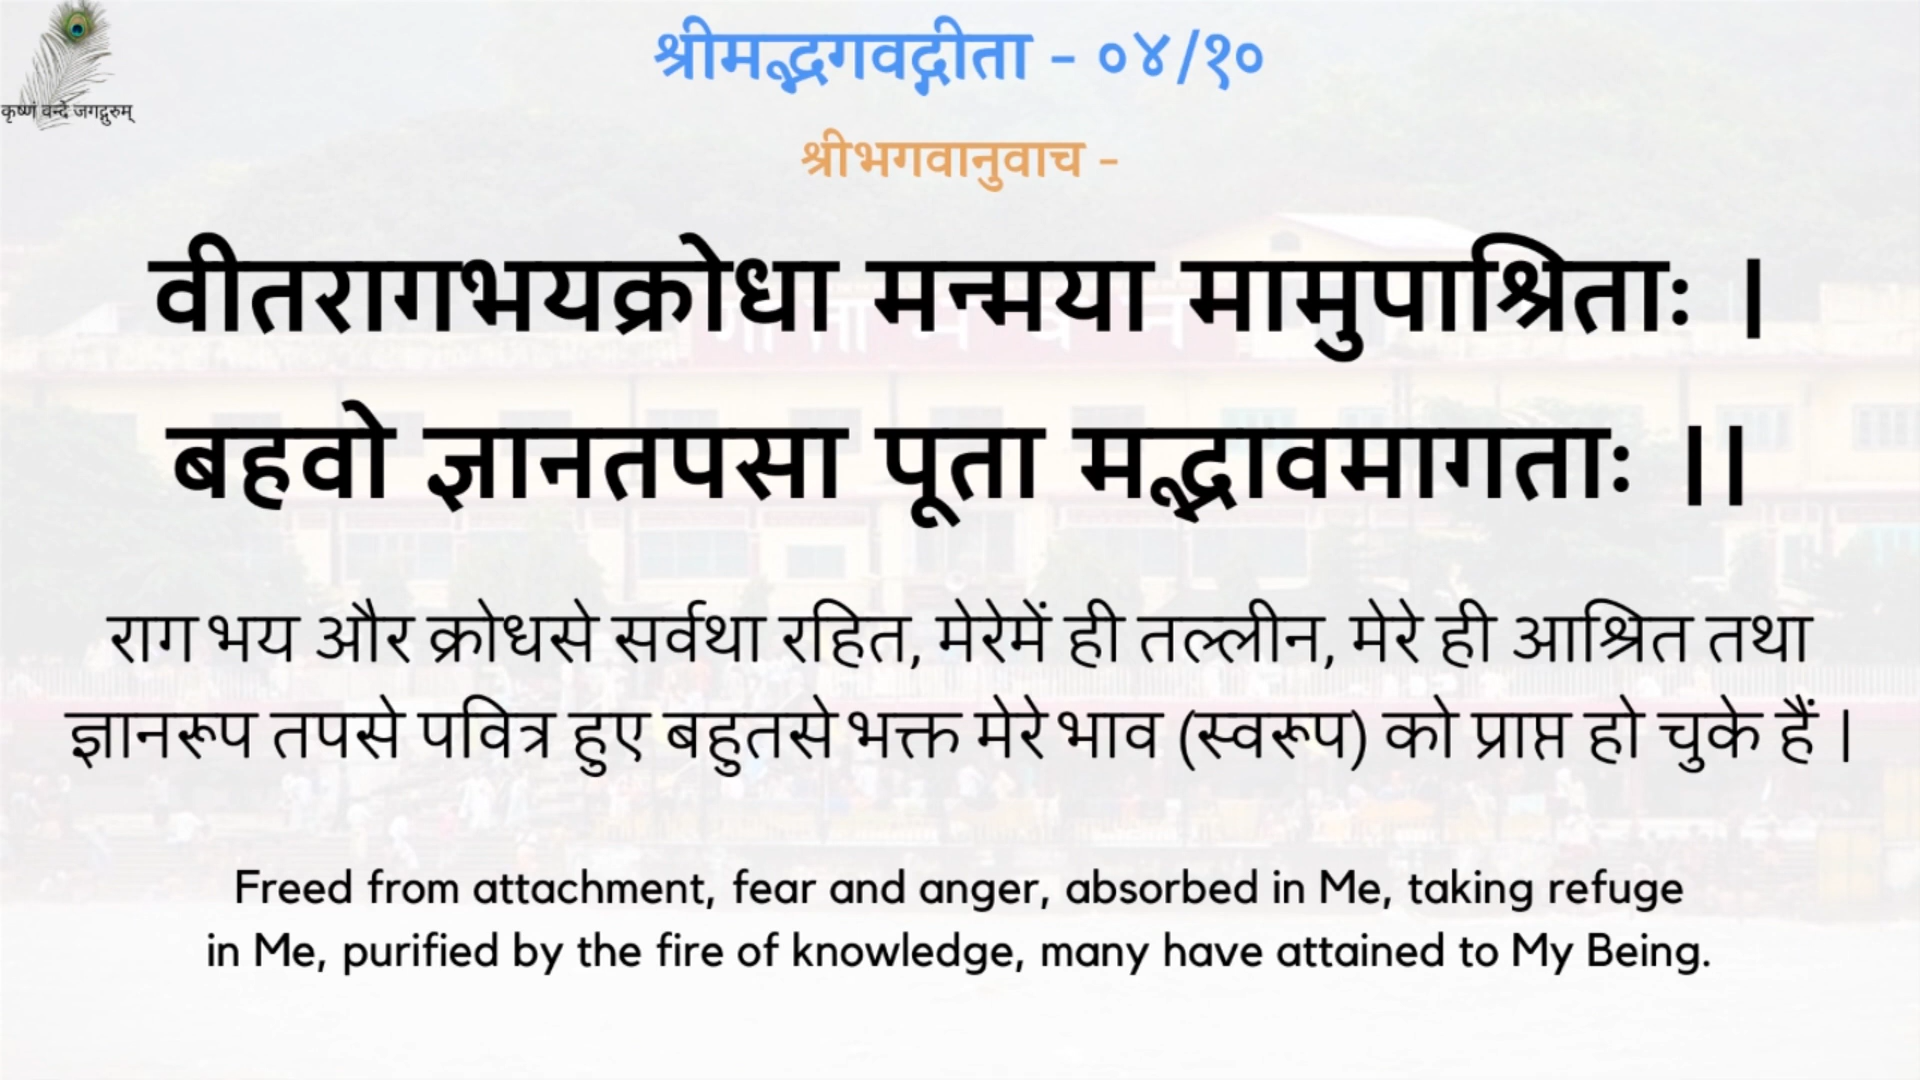 श्रीमद्भगवद्गीता - ०४/१०
कृष्णं वन्दे जगद्गुरुम्
श्रीभगवानुवाच -
वीतरागभयक्रोधा मन्मया मामुपाश्रिताः |
बहवो ज्ञानतपसा पूता मद्भावमागताः ||
राग भय और क्रोधसे सर्वथा रहित, मेरेमें ही तल्लीन, मेरे ही आश्रित तथा
ज्ञानरूप तपसे पवित्र हुए बहुतसे भक्त मेरे भाव (स्वरूप) को प्राप्त हो चुके हैं |
Freed from attachment, fear and anger, absorbed in Me, taking refuge
in Me, purified by the fire of knowledge, many have attained to My Being.